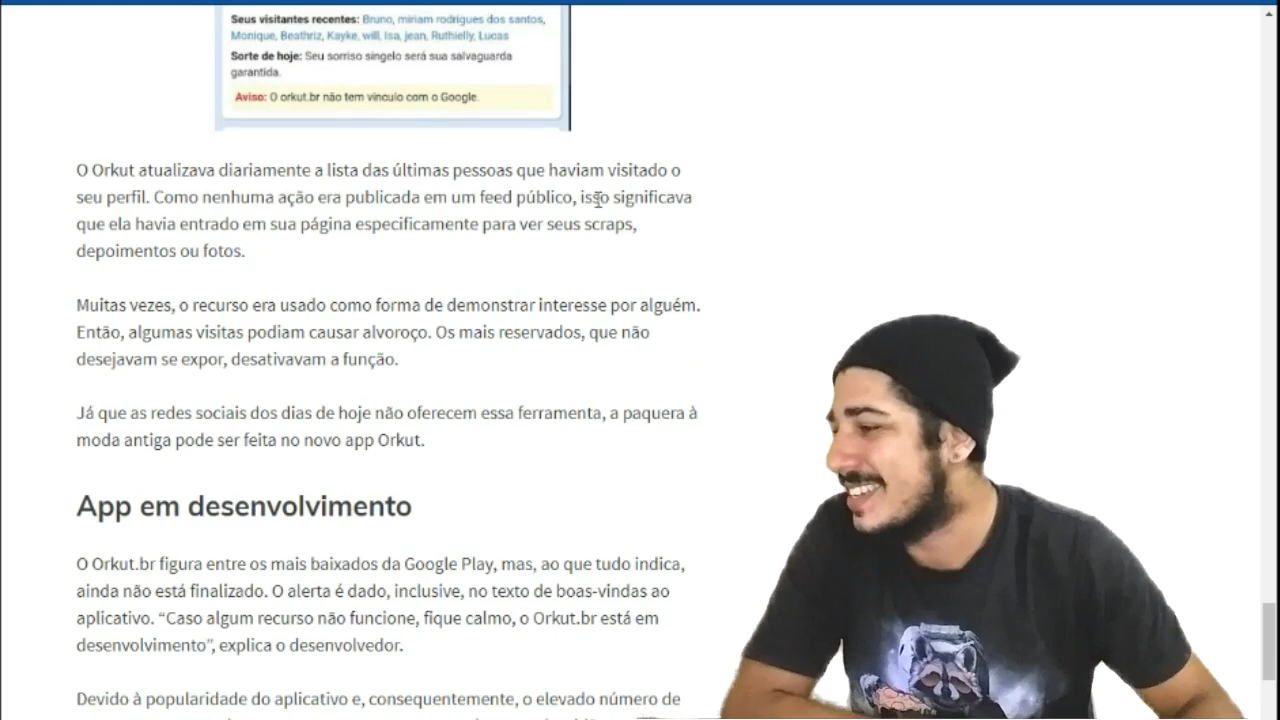 Seus visitantes recentes: Bruno, miriam rodrigues dos santos,
Monique, Beathriz, Kayke, will, Isa, jean, Ruthielly, Lucas
Sorte de hoje: Seu sorriso singelo será sua salvaguarda
garantida.
Aviso: O orkut.br não tem vínculo com o Google.
O Orkut atualizava diariamente a lista das últimas pessoas que haviam visitado o
seu perfil. Como nenhuma ação era publicada em um feed público, isso significava
que ela havia entrado em sua página especificamente para ver seus scraps,
depoimentos ou fotos.
Muitas vezes, o recurso era usado como forma de demonstrar interesse por alguém.
Então, algumas visitas podiam causar alvoroço. Os mais reservados, que não
desejavam se expor, desativavam a função.
Já que as redes sociais dos dias de hoje não oferecem essa ferramenta, a paquera à
moda antiga pode ser feita no novo app Orkut.
App em desenvolvimento
O Orkut.br figura entre os mais baixados da Google Play, mas, ao que tudo indica,
ainda não está finalizado. O alerta é dado, inclusive, no texto de boas-vindas ao
aplicativo. “Caso algum recurso não funcione, fique calmo, o Orkut.br está em
desenvolvimento”, explica o desenvolvedor.
Devido à popularidade do aplicativo e, consequentemente, o elevado número de